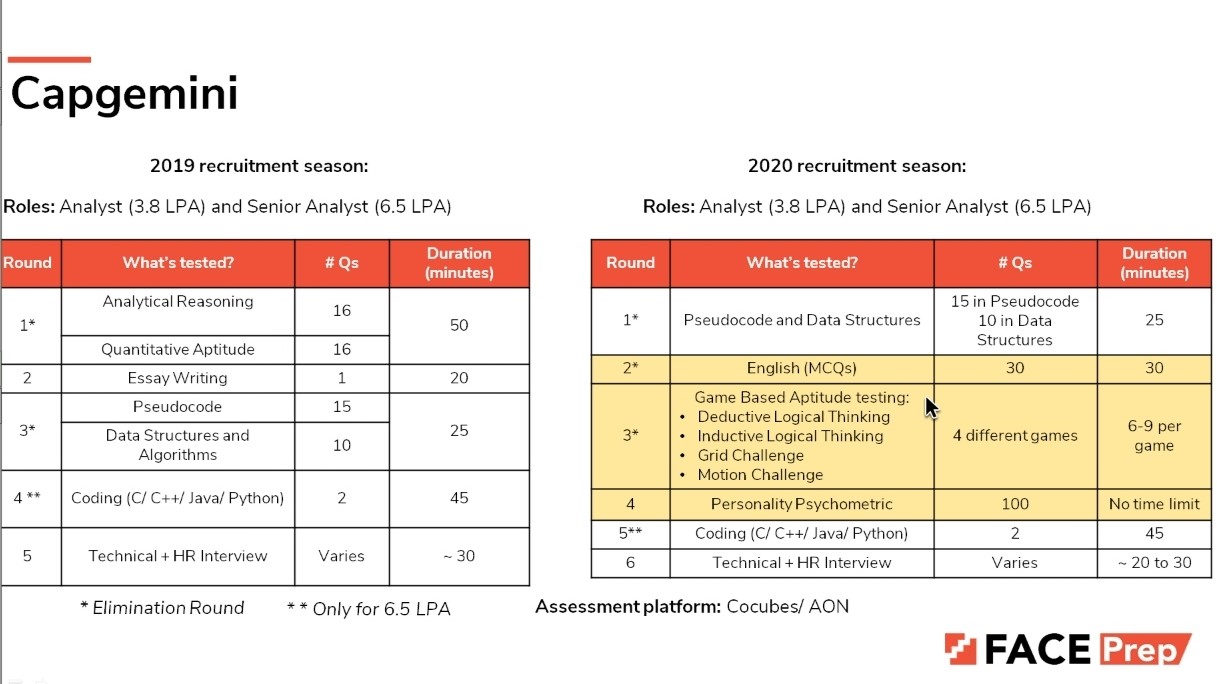 Capgemini
2019 recruitment season:
Roles: Analyst (3.8 LPA) and Senior Analyst (6.5 LPA)
Round What's tested? # Qs Duration
(minutes)
1* Analytical Reasoning 16 50
Quantitative Aptitude 16
2 Essay Writing 1 20
3* Pseudocode 15 25
Data Structures and
Algorithms 10
4 ** Coding (C/ C++/ Java/ Python) 2 45
5 Technical + HR Interview Varies ~ 30
* Elimination Round ** Only for 6.5 LPA
2020 recruitment season:
Roles: Analyst (3.8 LPA) and Senior Analyst (6.5 LPA)
Round What's tested? # Qs Duration
(minutes)
1* Pseudocode and Data Structures 15 in Pseudocode
10 in Data
Structures 25
2* English (MCQs) 30 30
3* Game Based Aptitude testing:
• Deductive Logical Thinking
• Inductive Logical Thinking
• Grid Challenge
• Motion Challenge
4 different games 6-9 per
game
4 Personality Psychometric 100 No time limit
5** Coding (C/ C++/ Java/ Python) 2 45
6 Technical + HR Interview Varies ~ 20 to 30
Assessment platform: Cocubes/ AON
FACE Prep